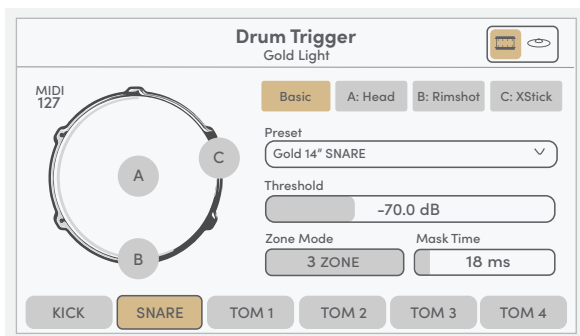 Drum Trigger
Gold Light
MIDI
127
Basic
A: Head
B: Rimshot
C: XStick
A
C
B
Preset
Gold 14" SNARE
Threshold
-70.0 dB
Zone Mode
Mask Time
3 ZONE
18 ms
KICK
SNARE
TOM 1
TOM 2
TOM 3
TOM 4